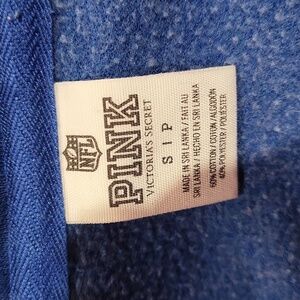 NFL
PINK
VICTORIA'S SECRET
S | P
MADE IN SRI LANKA / FAIT AU
SRI LANKA / HECHO EN SRI LANKA
60% COTTON / COTON / ALGODÓN
40% POLYESTER / POLIÉSTER